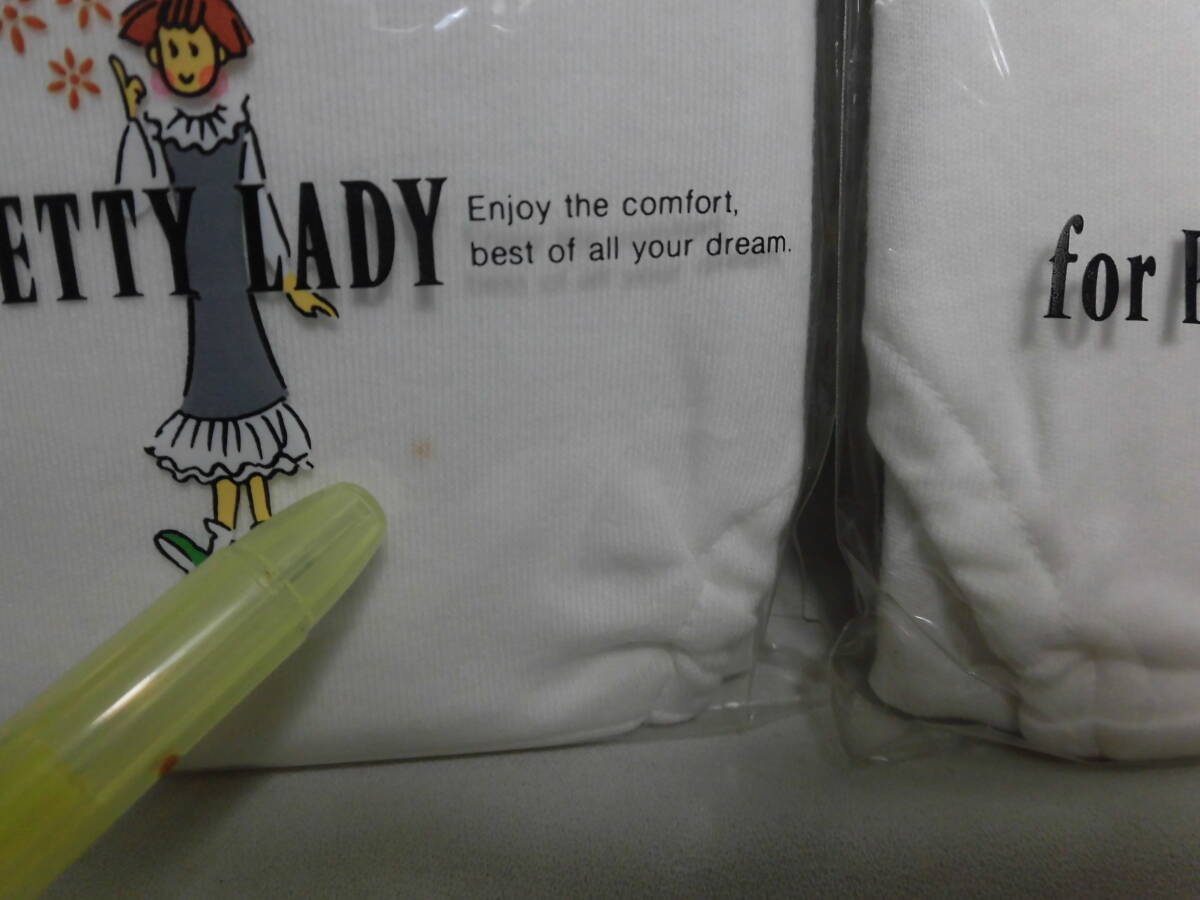 ETTY LADY
Enjoy the comfort,
best of all your dream.
for